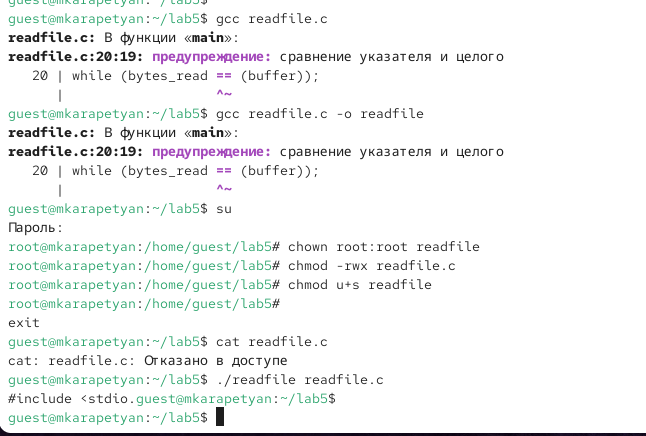 guest@mkarapetyan:~/lab5$
guest@mkarapetyan:~/lab5$ gcc readfile.c
readfile.c: В функции «main»:
readfile.c:20:19: предупреждение: сравнение указателя и целого
   20 | while (bytes_read == (buffer));
      |                   ^~
guest@mkarapetyan:~/lab5$ gcc readfile.c -o readfile
readfile.c: В функции «main»:
readfile.c:20:19: предупреждение: сравнение указателя и целого
   20 | while (bytes_read == (buffer));
      |                   ^~
guest@mkarapetyan:~/lab5$ su
Пароль:
root@mkarapetyan:/home/guest/lab5# chown root:root readfile
root@mkarapetyan:/home/guest/lab5# chmod -rwx readfile.c
root@mkarapetyan:/home/guest/lab5# chmod u+s readfile
root@mkarapetyan:/home/guest/lab5#
exit
guest@mkarapetyan:~/lab5$ cat readfile.c
cat: readfile.c: Отказано в доступе
guest@mkarapetyan:~/lab5$ ./readfile readfile.c
#include <stdio.guest@mkarapetyan:~/lab5$
guest@mkarapetyan:~/lab5$